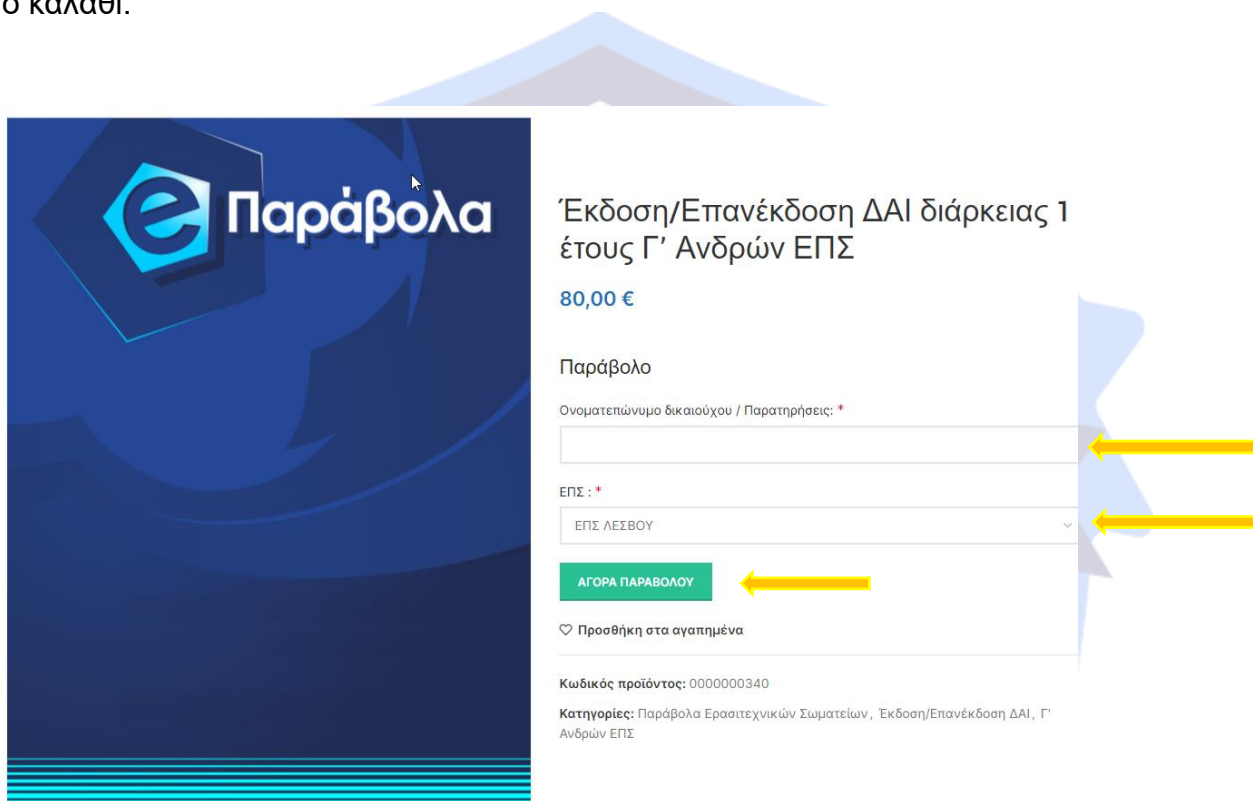 ο καλάθι.
e Παράβολα
Έκδοση/Επανέκδοση ΔΑΙ διάρκειας 1
έτους Γ’ Ανδρών ΕΠΣ
80,00 €
Παράβολο
Ονοματεπώνυμο δικαιούχου / Παρατηρήσεις: *
ΕΠΣ : *
ΕΠΣ ΛΕΣΒΟΥ
ΑΓΟΡΑ ΠΑΡΑΒΟΛΟΥ
Προσθήκη στα αγαπημένα
Κωδικός προϊόντος: 0000000340
Κατηγορίες: Παράβολα Ερασιτεχνικών Σωματείων, Έκδοση/Επανέκδοση ΔΑΙ, Γ'
Ανδρών ΕΠΣ